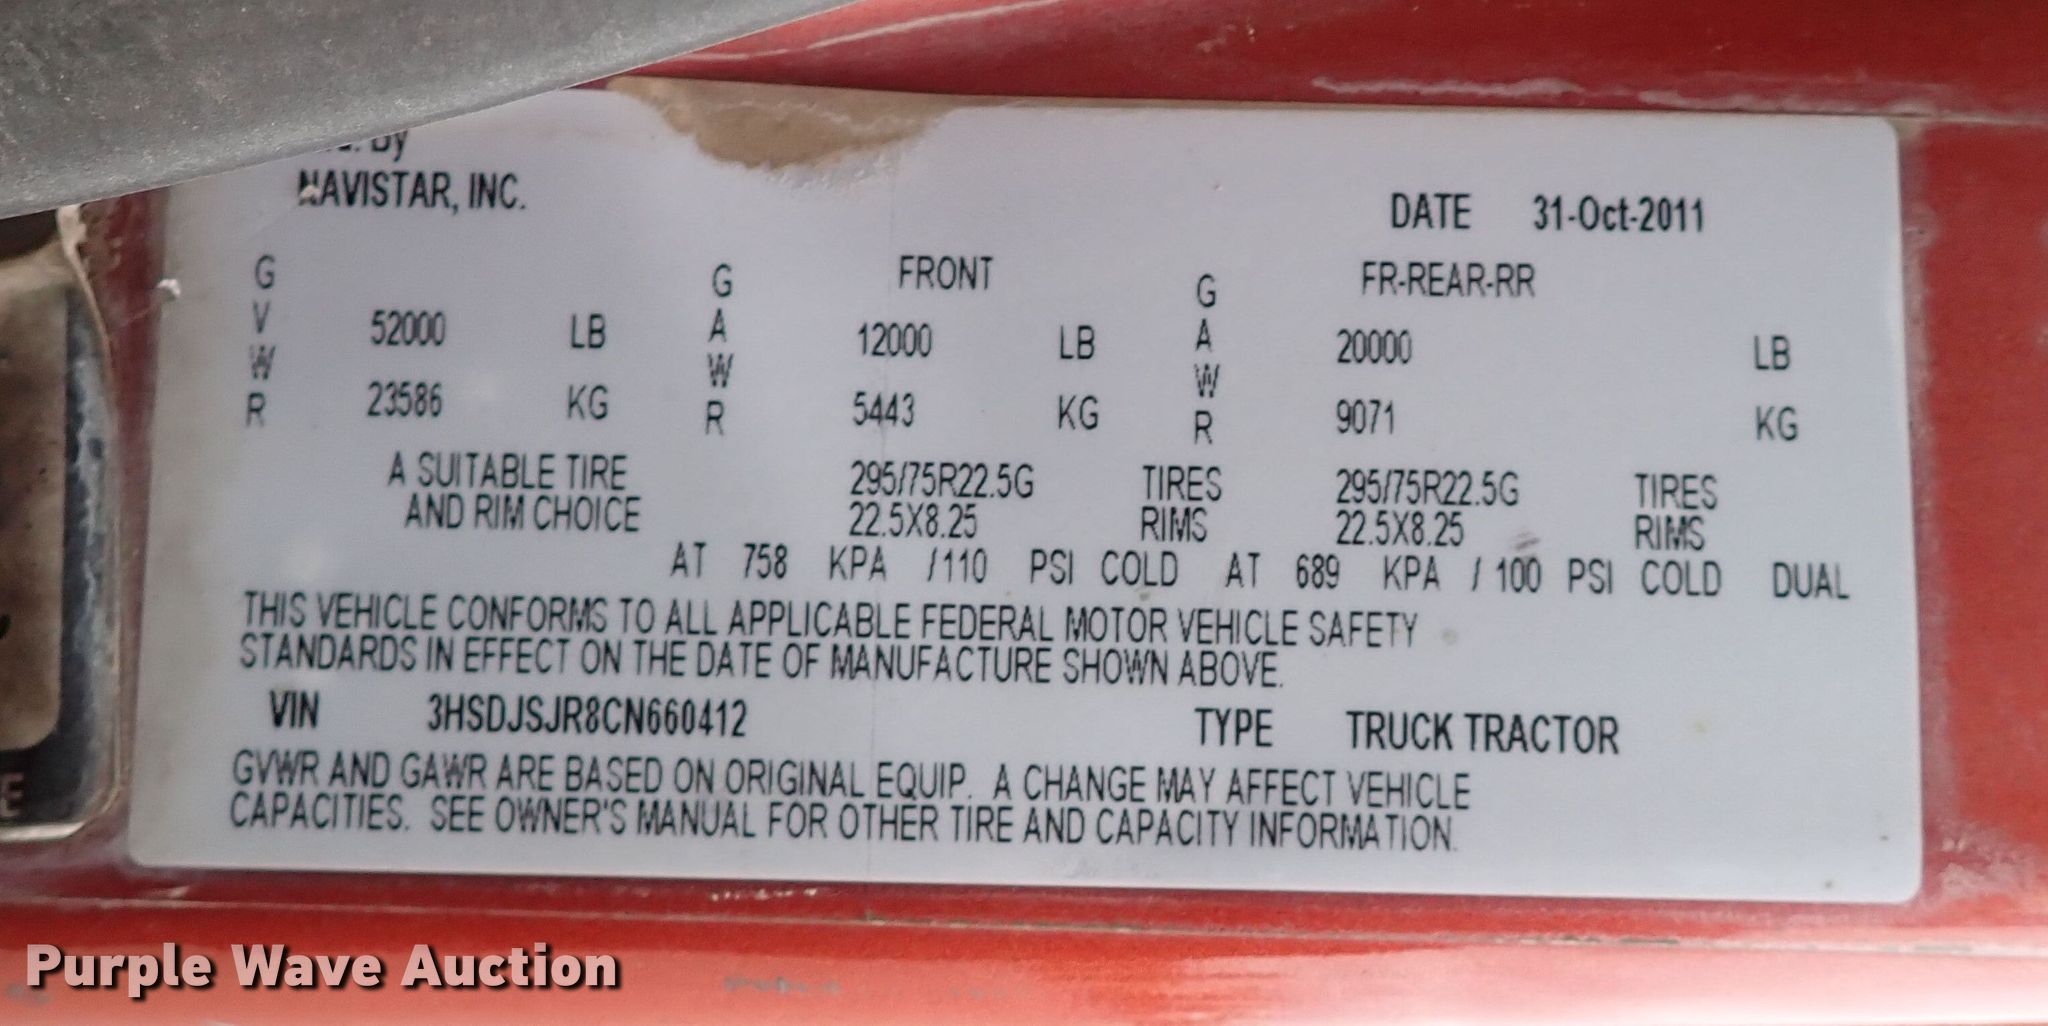 By
NAVISTAR, INC.
DATE 31-Oct-2011
G V W R 52000 LB 23586 KG
G A W R FRONT 12000 LB 5443 KG
G A W R FR-REAR-RR 20000 LB 9071 KG
A SUITABLE TIRE 295/75R22.5G TIRES 295/75R22.5G TIRES
AND RIM CHOICE 22.5X8.25 RIMS 22.5X8.25 RIMS
AT 758 KPA /110 PSI COLD AT 689 KPA / 100 PSI COLD DUAL
THIS VEHICLE CONFORMS TO ALL APPLICABLE FEDERAL MOTOR VEHICLE SAFETY
STANDARDS IN EFFECT ON THE DATE OF MANUFACTURE SHOWN ABOVE.
VIN 3HSDJSJR8CN660412 TYPE TRUCK TRACTOR
GVWR AND GAWR ARE BASED ON ORIGINAL EQUIP. A CHANGE MAY AFFECT VEHICLE
CAPACITIES. SEE OWNER'S MANUAL FOR OTHER TIRE AND CAPACITY INFORMATION.
E
Purple Wave Auction